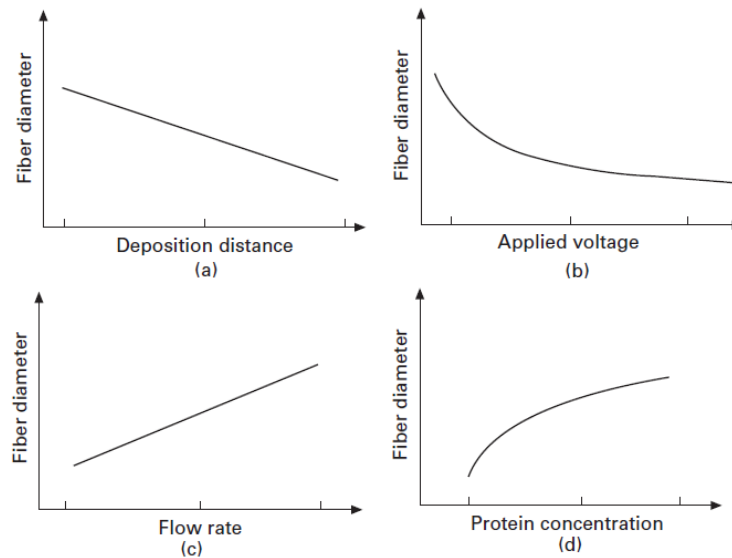 Fiber diameter
Deposition distance
(a)
Fiber diameter
Applied voltage
(b)
Fiber diameter
Flow rate
(c)
Fiber diameter
Protein concentration
(d)